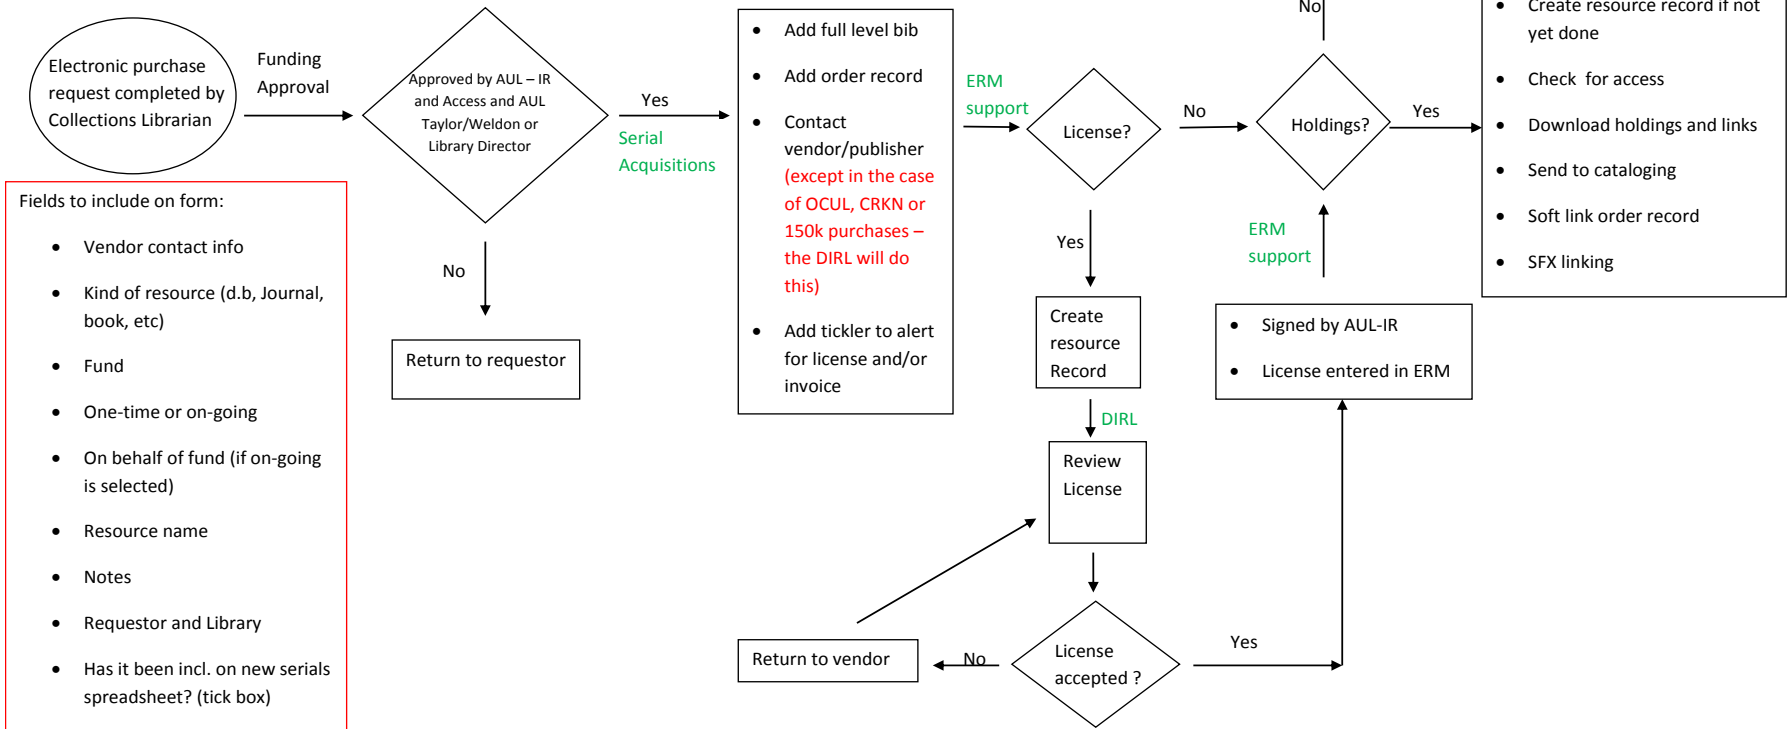 Electronic purchase
request completed by
Collections Librarian
Funding
Approval
Approved by AUL – IR
and Access and AUL
Taylor/Weldon or
Library Director
Yes
Serial
Acquisitions
No
Return to requestor
Fields to include on form:
• Vendor contact info
• Kind of resource (d.b, Journal,
book, etc)
• Fund
• One-time or on-going
• On behalf of fund (if on-going
is selected)
• Resource name
• Notes
• Requestor and Library
• Has it been incl. on new serials
spreadsheet? (tick box)
• Add full level bib
• Add order record
• Contact
vendor/publisher
(except in the case
of OCUL, CRKN or
150k purchases –
the DIRL will do
this)
• Add tickler to alert
for license and/or
invoice
ERM
support
License?
No
Yes
Create
resource
Record
DIRL
Review
License
License
accepted ?
No
Return to vendor
Yes
• Signed by AUL-IR
• License entered in ERM
ERM
support
Holdings?
No
Yes
• Create resource record if not
yet done
• Check  for access
• Download holdings and links
• Send to cataloging
• Soft link order record
• SFX linking